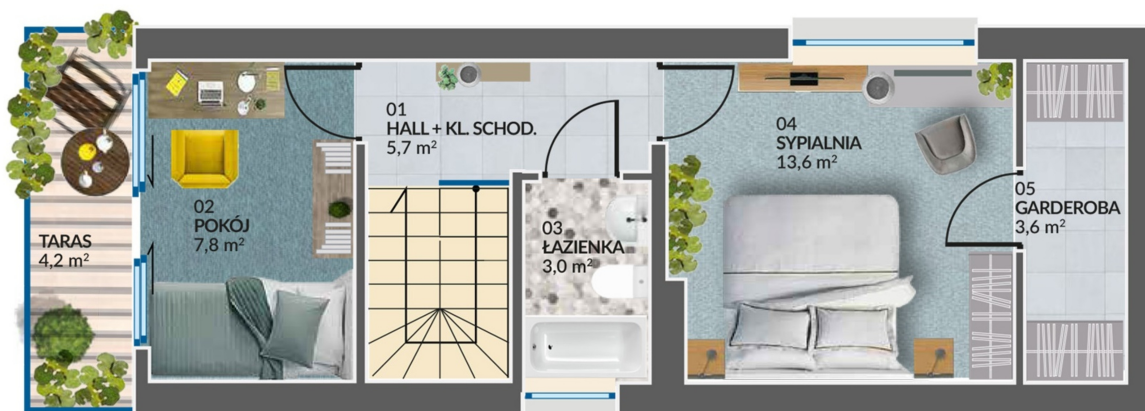 TARAS
4,2 m²
02
POKÓJ
7,8 m²
01
HALL + KL. SCHOD.
5,7 m²
03
ŁAZIENKA
3,0 m²
04
SYPIALNIA
13,6 m²
05
GARDEROBA
3,6 m²